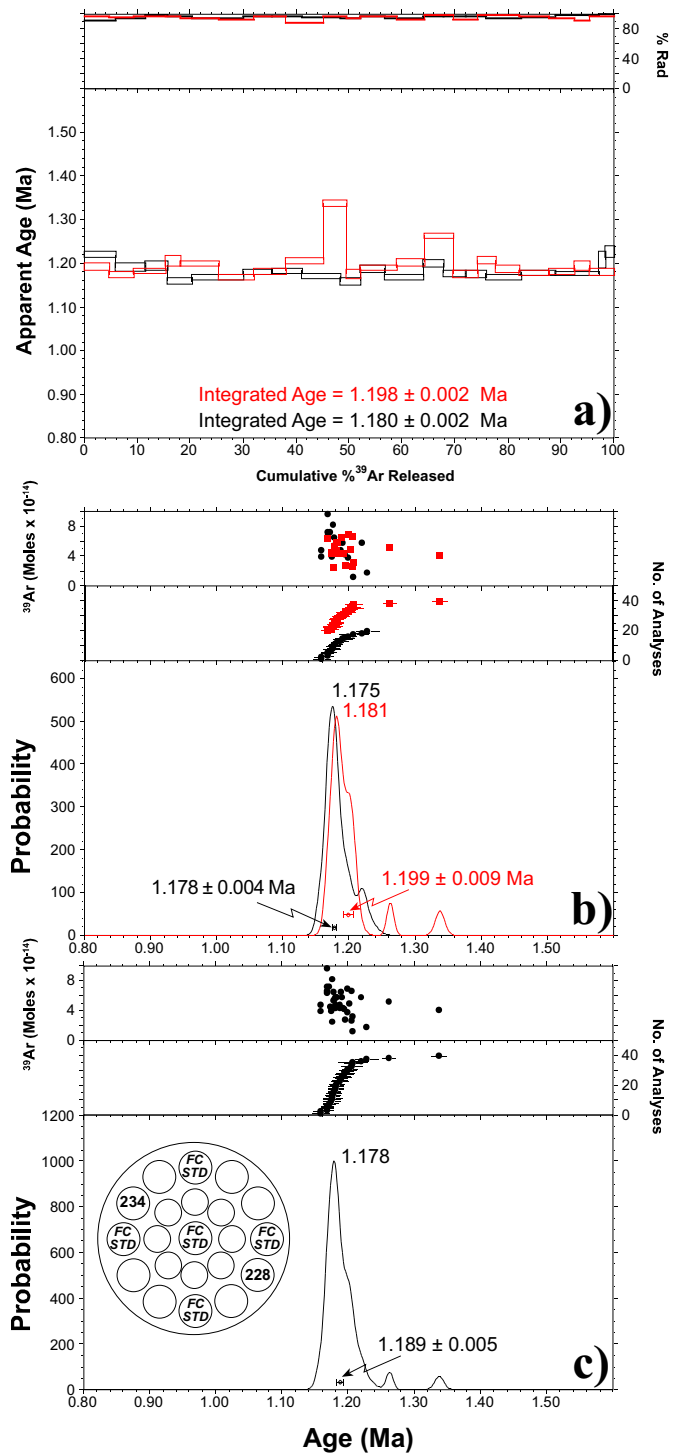 80
40
0
% Rad
1.50
1.40
1.30
1.20
1.10
1.00
0.90
0.80
Apparent Age (Ma)
Integrated Age = 1.198 ± 0.002 Ma
Integrated Age = 1.180 ± 0.002 Ma
a)
0 10 20 30 40 50 60 70 80 90 100
Cumulative %³⁹Ar Released
³⁹Ar (Moles x 10⁻¹⁴)
8
4
0
40
20
0
No. of Analyses
600
500
400
300
200
100
0
Probability
1.175
1.181
1.178 ± 0.004 Ma
1.199 ± 0.009 Ma
b)
0.80 0.90 1.00 1.10 1.20 1.30 1.40 1.50
³⁹Ar (Moles x 10⁻¹⁴)
8
4
0
40
20
0
No. of Analyses
1200
1000
800
600
400
200
0
Probability
FC STD
234
FC STD
FC STD
FC STD
228
FC STD
1.178
1.189 ± 0.005
c)
0.80 0.90 1.00 1.10 1.20 1.30 1.40 1.50
Age (Ma)